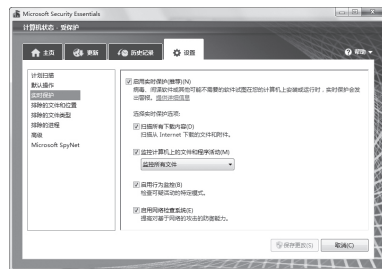 Microsoft Security Essentials
计算机状态 - 受保护
主页
更新
历史记录
设置
帮助
计划扫描
默认操作
实时保护
排除的文件和位置
排除的文件类型
排除的进程
高级
Microsoft SpyNet
启用实时保护(推荐)(N)
病毒、间谍软件或其他可能不需要的软件试图在您的计算机上安装或运行时，实时保护会发
出警报。提供详细信息
选择实时保护选项:
扫描所有下载内容(D)
扫描从 Internet 下载的文件和附件。
监控计算机上的文件和程序活动(M)
监控所有文件
启用行为监控(B)
检查可疑活动的特定模式。
启用网络检查系统(E)
提高对基于网络的攻击的防御能力。
保存更改(S)
取消(C)